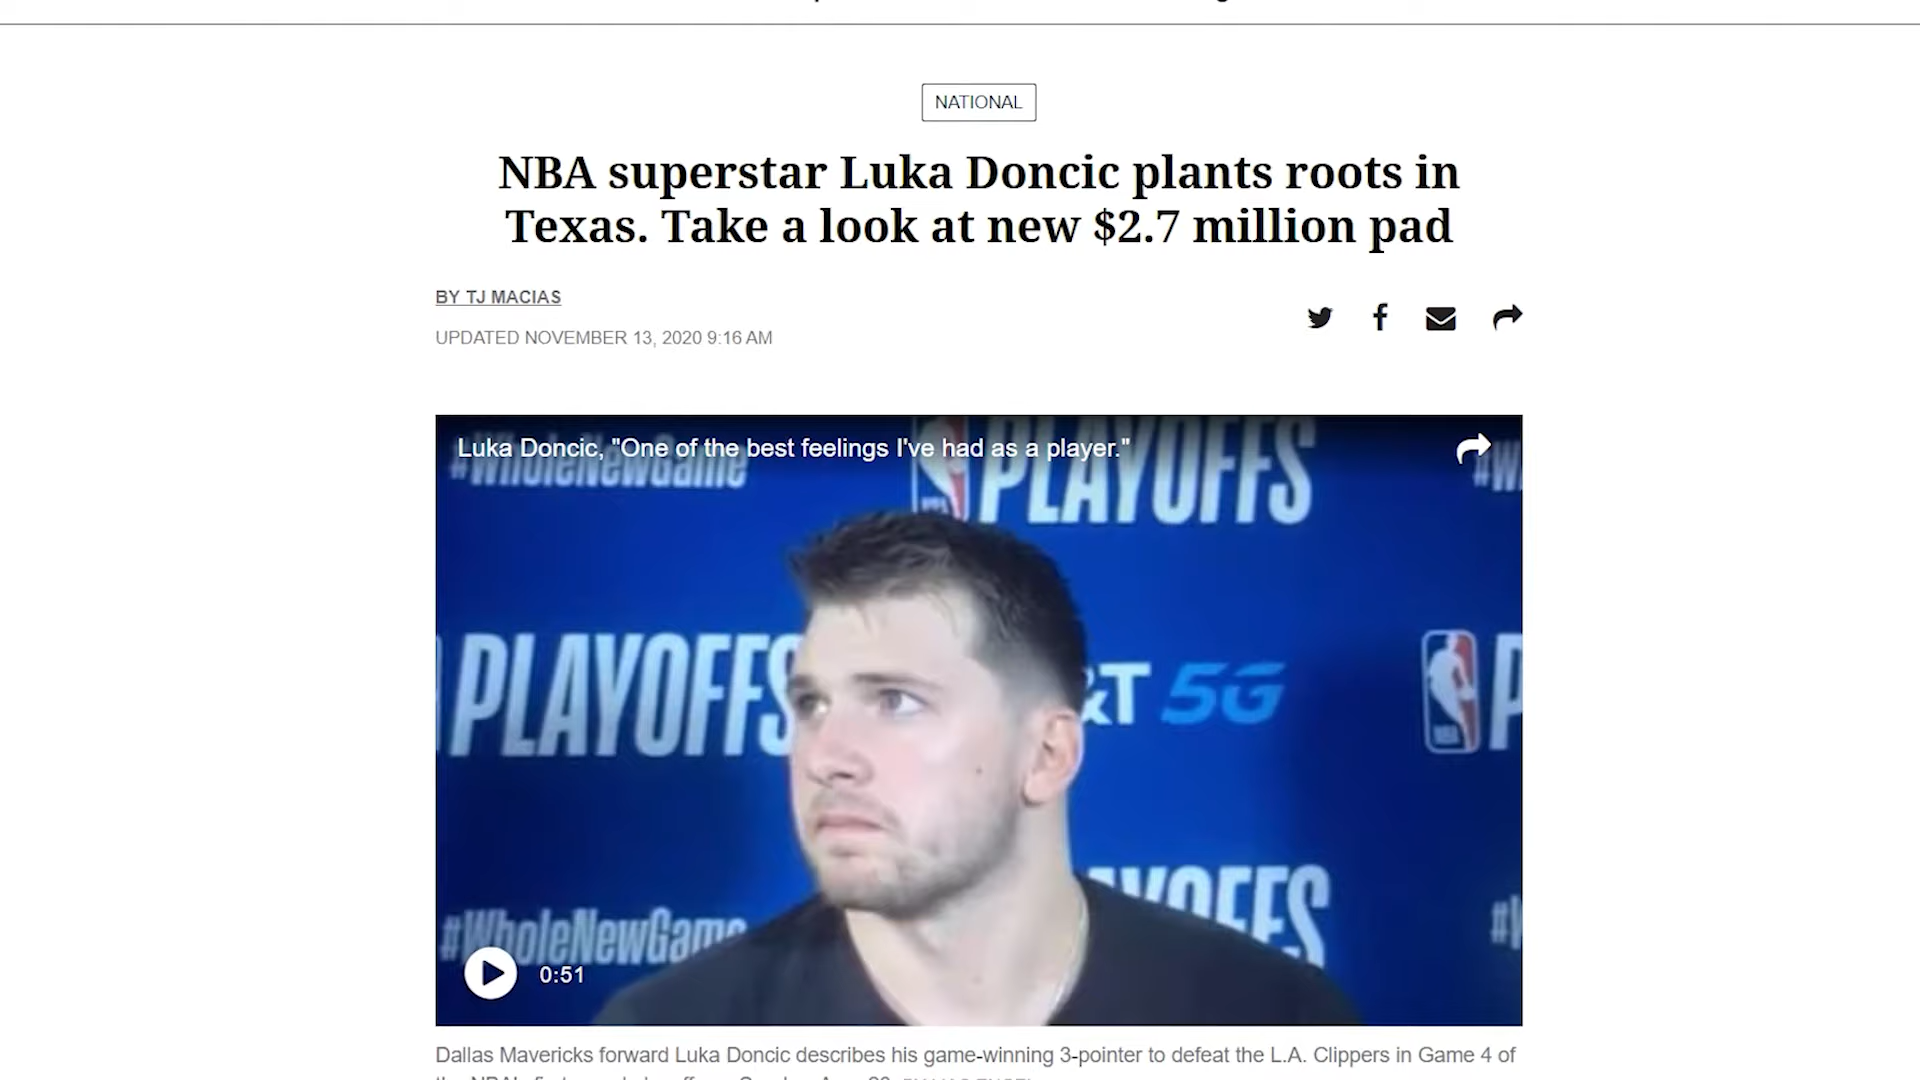 NATIONAL
NBA superstar Luka Doncic plants roots in
Texas. Take a look at new $2.7 million pad
BY TJ MACIAS
UPDATED NOVEMBER 13, 2020 9:16 AM
Luka Doncic, "One of the best feelings I've had as a player."
#WholeNewGame
PLAYOFFS
#W
PLAYOFFS
&T 5G
NBA
P
YOFFS
#WholeNewGame
#
0:51
Dallas Mavericks forward Luka Doncic describes his game-winning 3-pointer to defeat the L.A. Clippers in Game 4 of